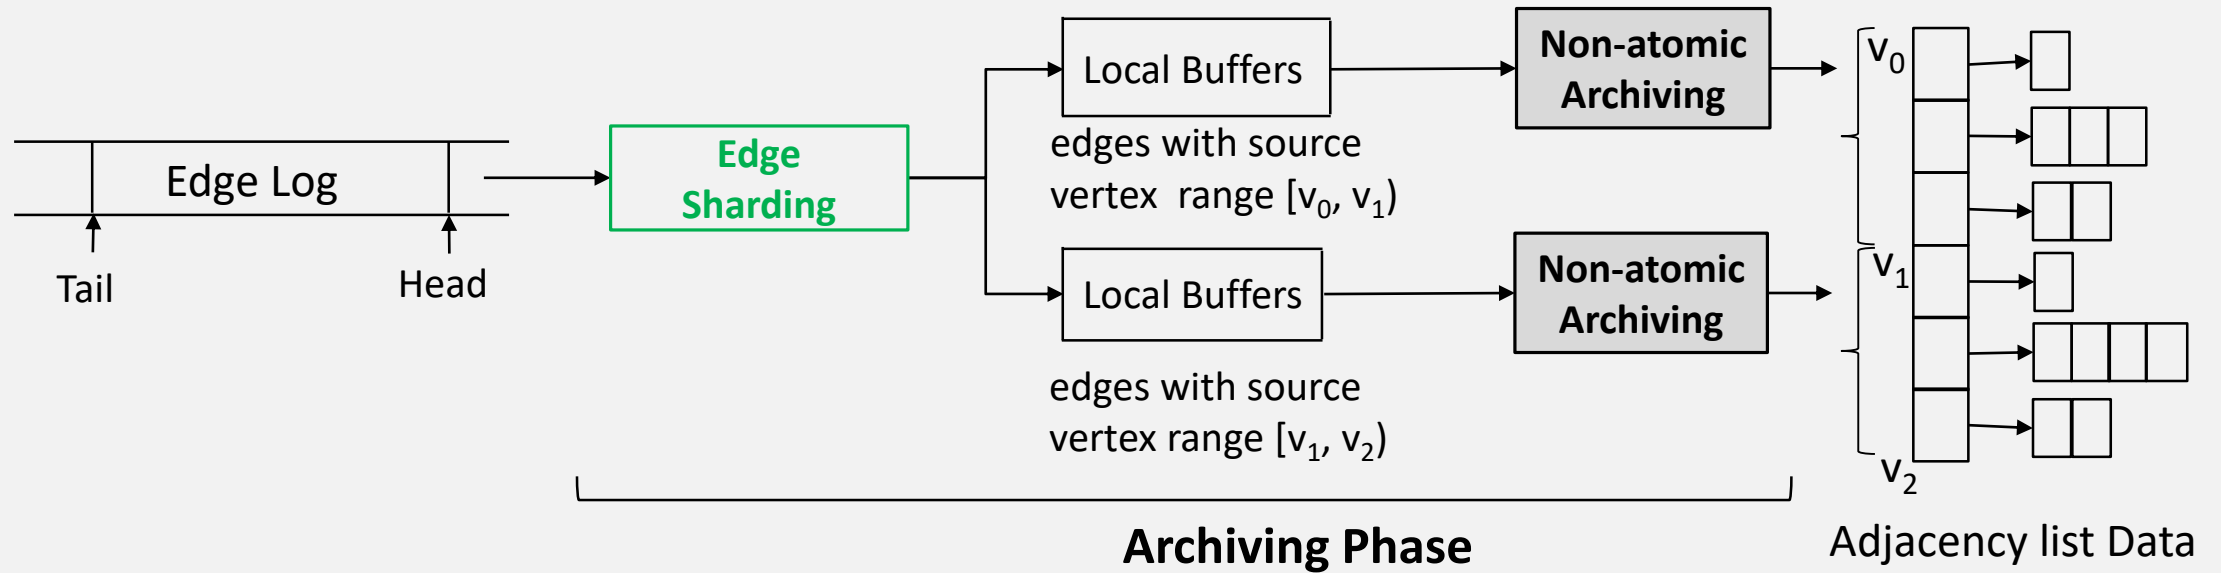 Edge Log
Tail
Head
Edge
Sharding
Local Buffers
edges with source
vertex range [v0, v1)
Local Buffers
edges with source
vertex range [v1, v2)
Non-atomic
Archiving
Non-atomic
Archiving
Archiving Phase
v0
v1
v2
Adjacency list Data